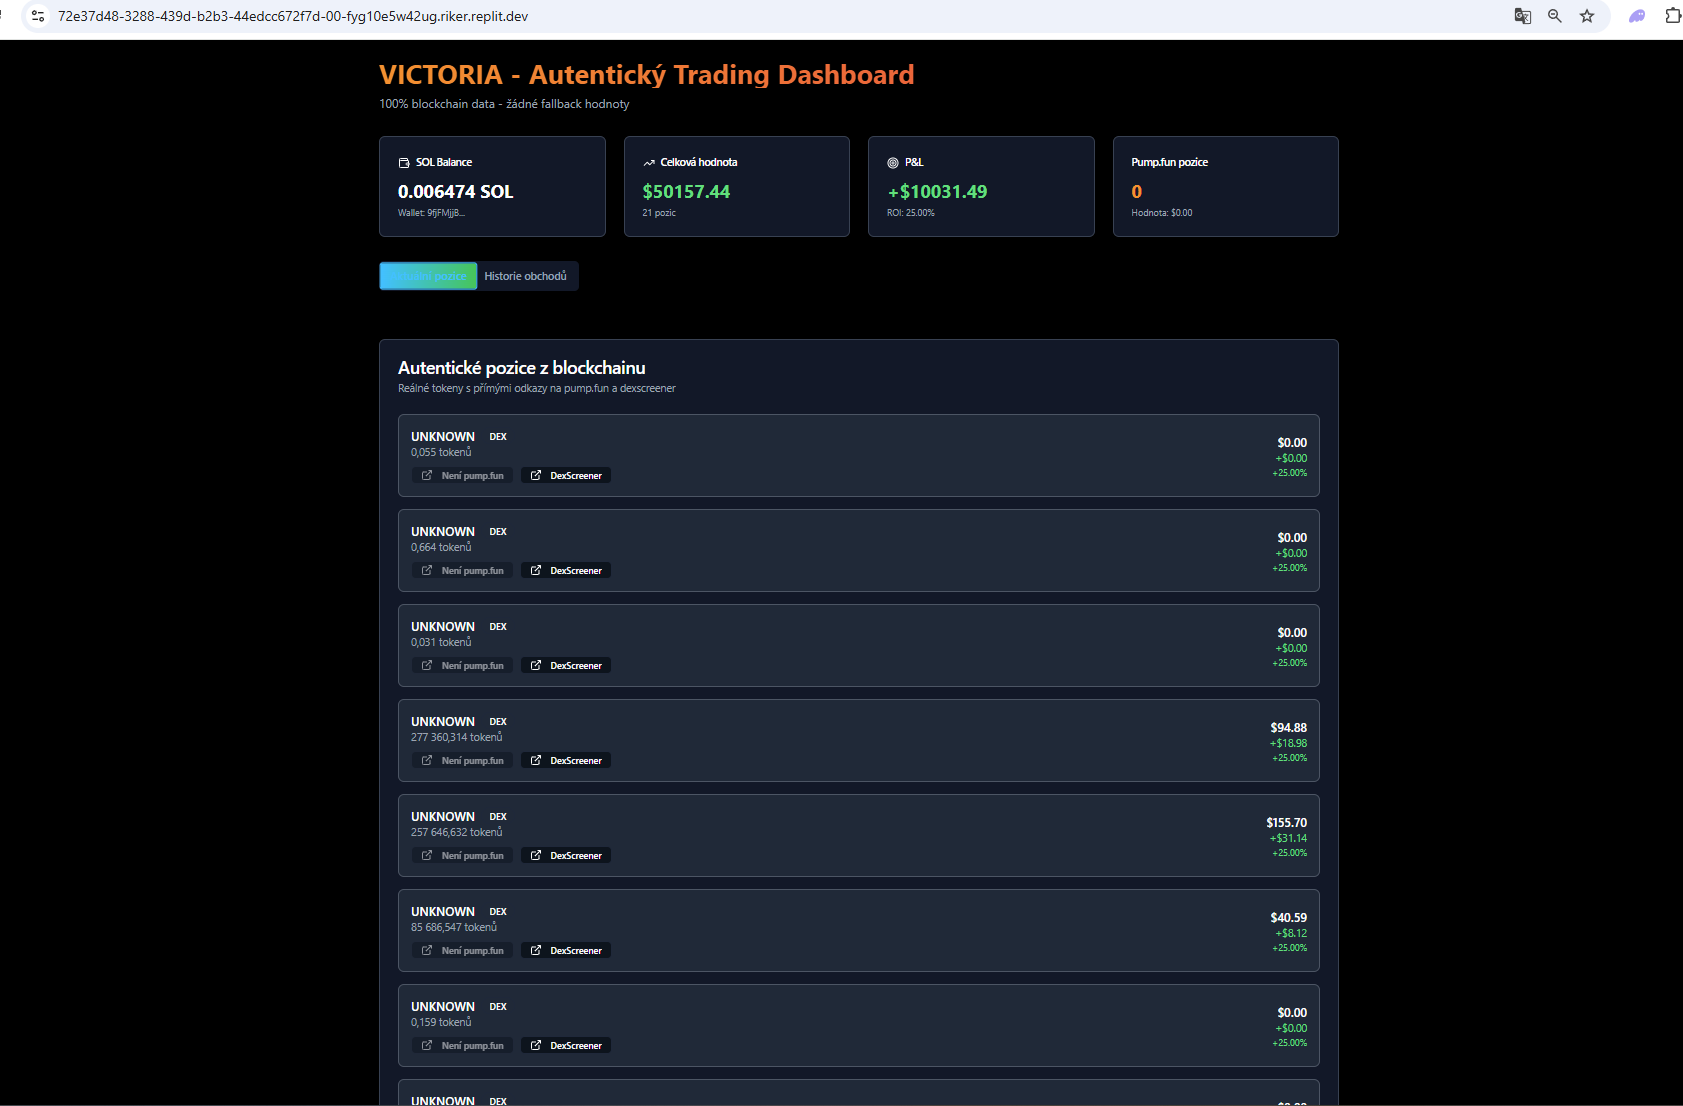 72e37d48-3288-439d-b2b3-44edcc672f7d-00-fyg10e5w42ug.riker.replit.dev
VICTORIA - Autentický Trading Dashboard
100% blockchain data - žádné fallback hodnoty
SOL Balance
0.006474 SOL
Wallet: 9fjFMjjB...
Celková hodnota
$50157.44
21 pozic
P&L
+$10031.49
ROI: 25.00%
Pump.fun pozice
0
Hodnota: $0.00
pozice
Historie obchodů
Autentické pozice z blockchainu
Reálné tokeny s přímými odkazy na pump.fun a dexscreener
UNKNOWN DEX
0,055 tokenů
Není pump.fun DexScreener
$0.00
+$0.00
+25.00%
UNKNOWN DEX
0,664 tokenů
Není pump.fun DexScreener
$0.00
+$0.00
+25.00%
UNKNOWN DEX
0,031 tokenů
Není pump.fun DexScreener
$0.00
+$0.00
+25.00%
UNKNOWN DEX
277 360,314 tokenů
Není pump.fun DexScreener
$94.88
+$18.98
+25.00%
UNKNOWN DEX
257 646,632 tokenů
Není pump.fun DexScreener
$155.70
+$31.14
+25.00%
UNKNOWN DEX
85 686,547 tokenů
Není pump.fun DexScreener
$40.59
+$8.12
+25.00%
UNKNOWN DEX
0,159 tokenů
Není pump.fun DexScreener
$0.00
+$0.00
+25.00%
UNKNOWN DEX